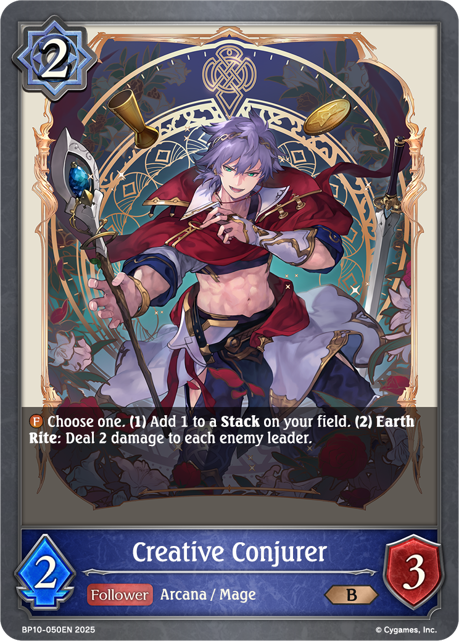 2
F Choose one. (1) Add 1 to a Stack on your field. (2) Earth
Rite: Deal 2 damage to each enemy leader.
Creative Conjurer
2
Follower Arcana / Mage B
3
BP10-050EN 2025 © Cygames, Inc.